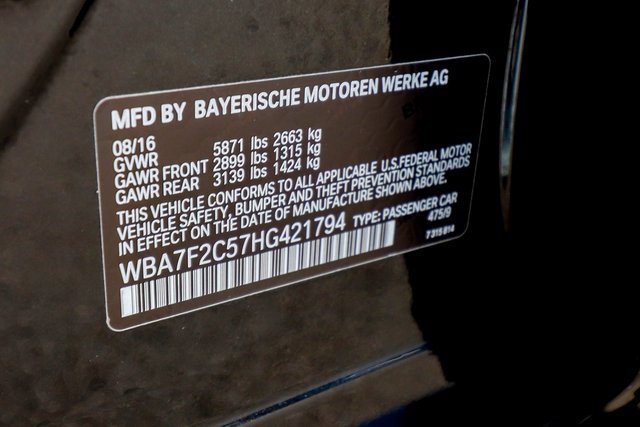 MFD BY BAYERISCHE MOTOREN WERKE AG
08/16
GVWR 5871 lbs 2663 kg
GAWR FRONT 2899 lbs 1315 kg
GAWR REAR 3139 lbs 1424 kg
THIS VEHICLE CONFORMS TO ALL APPLICABLE U.S.FEDERAL MOTOR
VEHICLE SAFETY, BUMPER AND THEFT PREVENTION STANDARDS
IN EFFECT ON THE DATE OF MANUFACTURE SHOWN ABOVE.
WBA7F2C57HG421794 TYPE: PASSENGER CAR
475/9
7 315 814